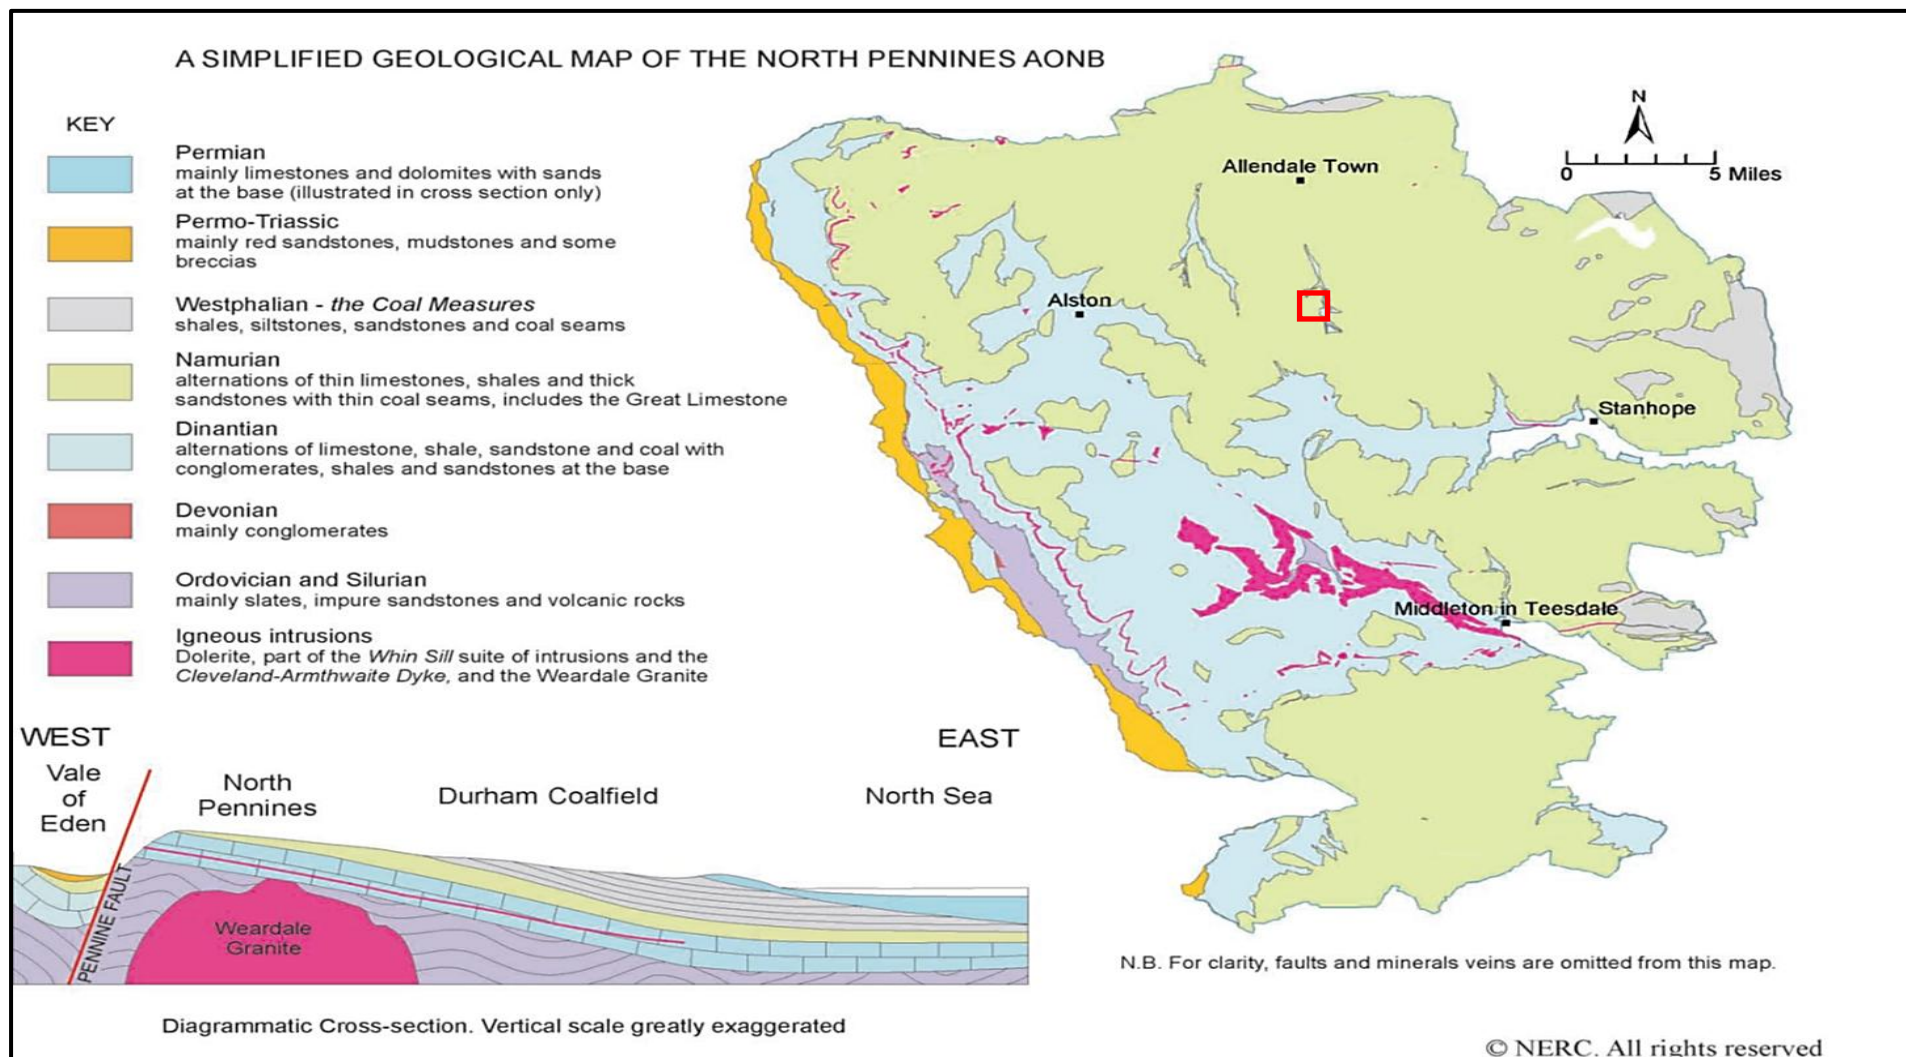 A SIMPLIFIED GEOLOGICAL MAP OF THE NORTH PENNINES AONB
KEY
Permian
mainly limestones and dolomites with sands
at the base (illustrated in cross section only)
Permo-Triassic
mainly red sandstones, mudstones and some
breccias
Westphalian - the Coal Measures
shales, siltstones, sandstones and coal seams
Namurian
alternations of thin limestones, shales and thick
sandstones with thin coal seams, includes the Great Limestone
Dinantian
alternations of limestone, shale, sandstone and coal with
conglomerates, shales and sandstones at the base
Devonian
mainly conglomerates
Ordovician and Silurian
mainly slates, impure sandstones and volcanic rocks
Igneous intrusions
Dolerite, part of the Whin Sill suite of intrusions and the
Cleveland-Armthwaite Dyke, and the Weardale Granite
N
0 5 Miles
Allendale Town
Alston
Stanhope
Middleton in Teesdale
WEST
EAST
Vale
of
Eden
North
Pennines
Durham Coalfield
North Sea
PENNINE FAULT
Weardale
Granite
N.B. For clarity, faults and minerals veins are omitted from this map.
Diagrammatic Cross-section. Vertical scale greatly exaggerated
© NERC. All rights reserved